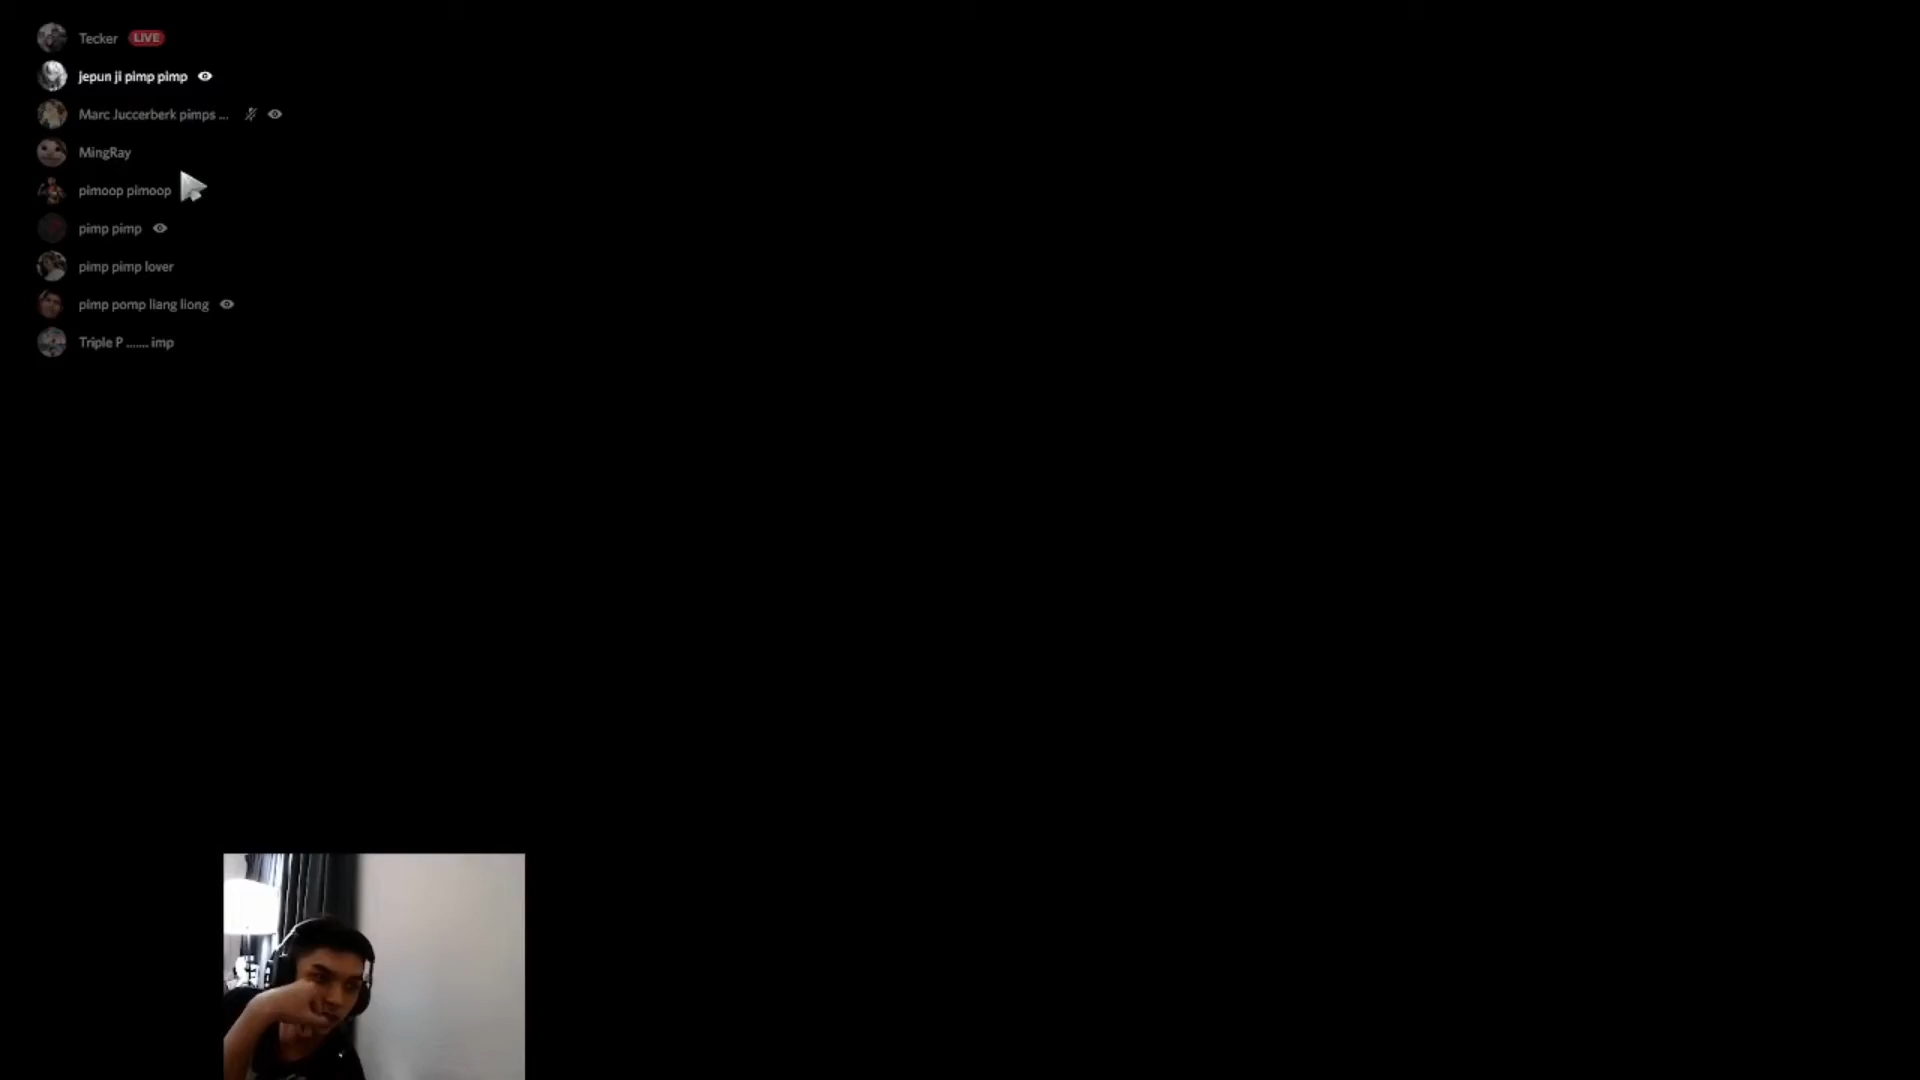 Tecker LIVE
jepun ji pimp pimp
Marc Juccerberk pimps ...
MingRay
pimoop pimoop
pimp pimp
pimp pimp lover
pimp pomp liang liong
Triple P ....... imp